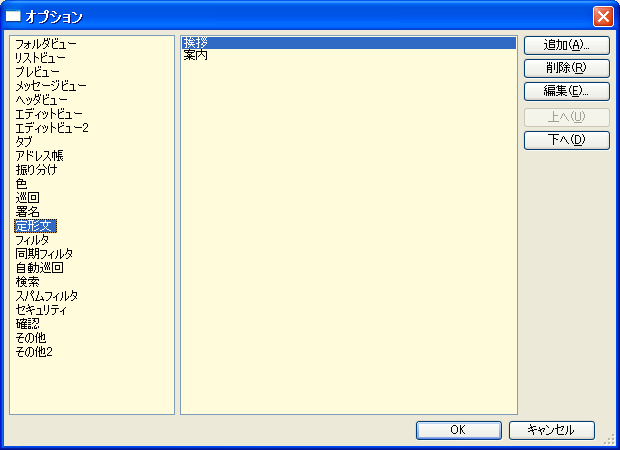 オプション
フォルダビュー
リストビュー
プレビュー
メッセージビュー
ヘッダビュー
エディットビュー
エディットビュー2
タブ
アドレス帳
振り分け
色
巡回
署名
定形文
フィルタ
同期フィルタ
自動巡回
検索
スパムフィルタ
セキュリティ
確認
その他
その他2
挨拶
案内
追加(A)...
削除(R)
編集(E)...
上へ(U)
下へ(D)
OK
キャンセル